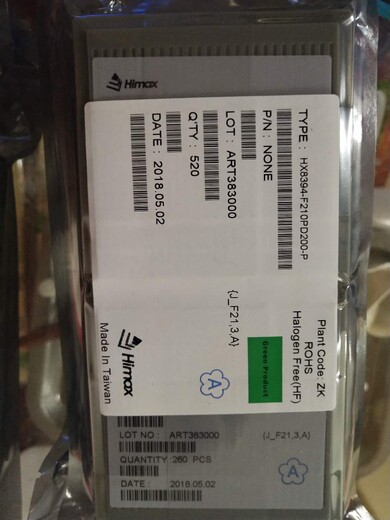 Himax
TYPE : HX8394-F210PD200-P
P/N : NONE
LOT : ART383000
Q'TY : 520
DATE : 2018.05.02
{J_F21,3,A}
Plant Code: ZK
ROHS
Halogen Free(HF)
Green Product
A
Himax
Made In Taiwan
LOT NO : ART383000
{J_F21,3,A}
QUANTITY :260 PCS
A
DATE : 2018.05.02